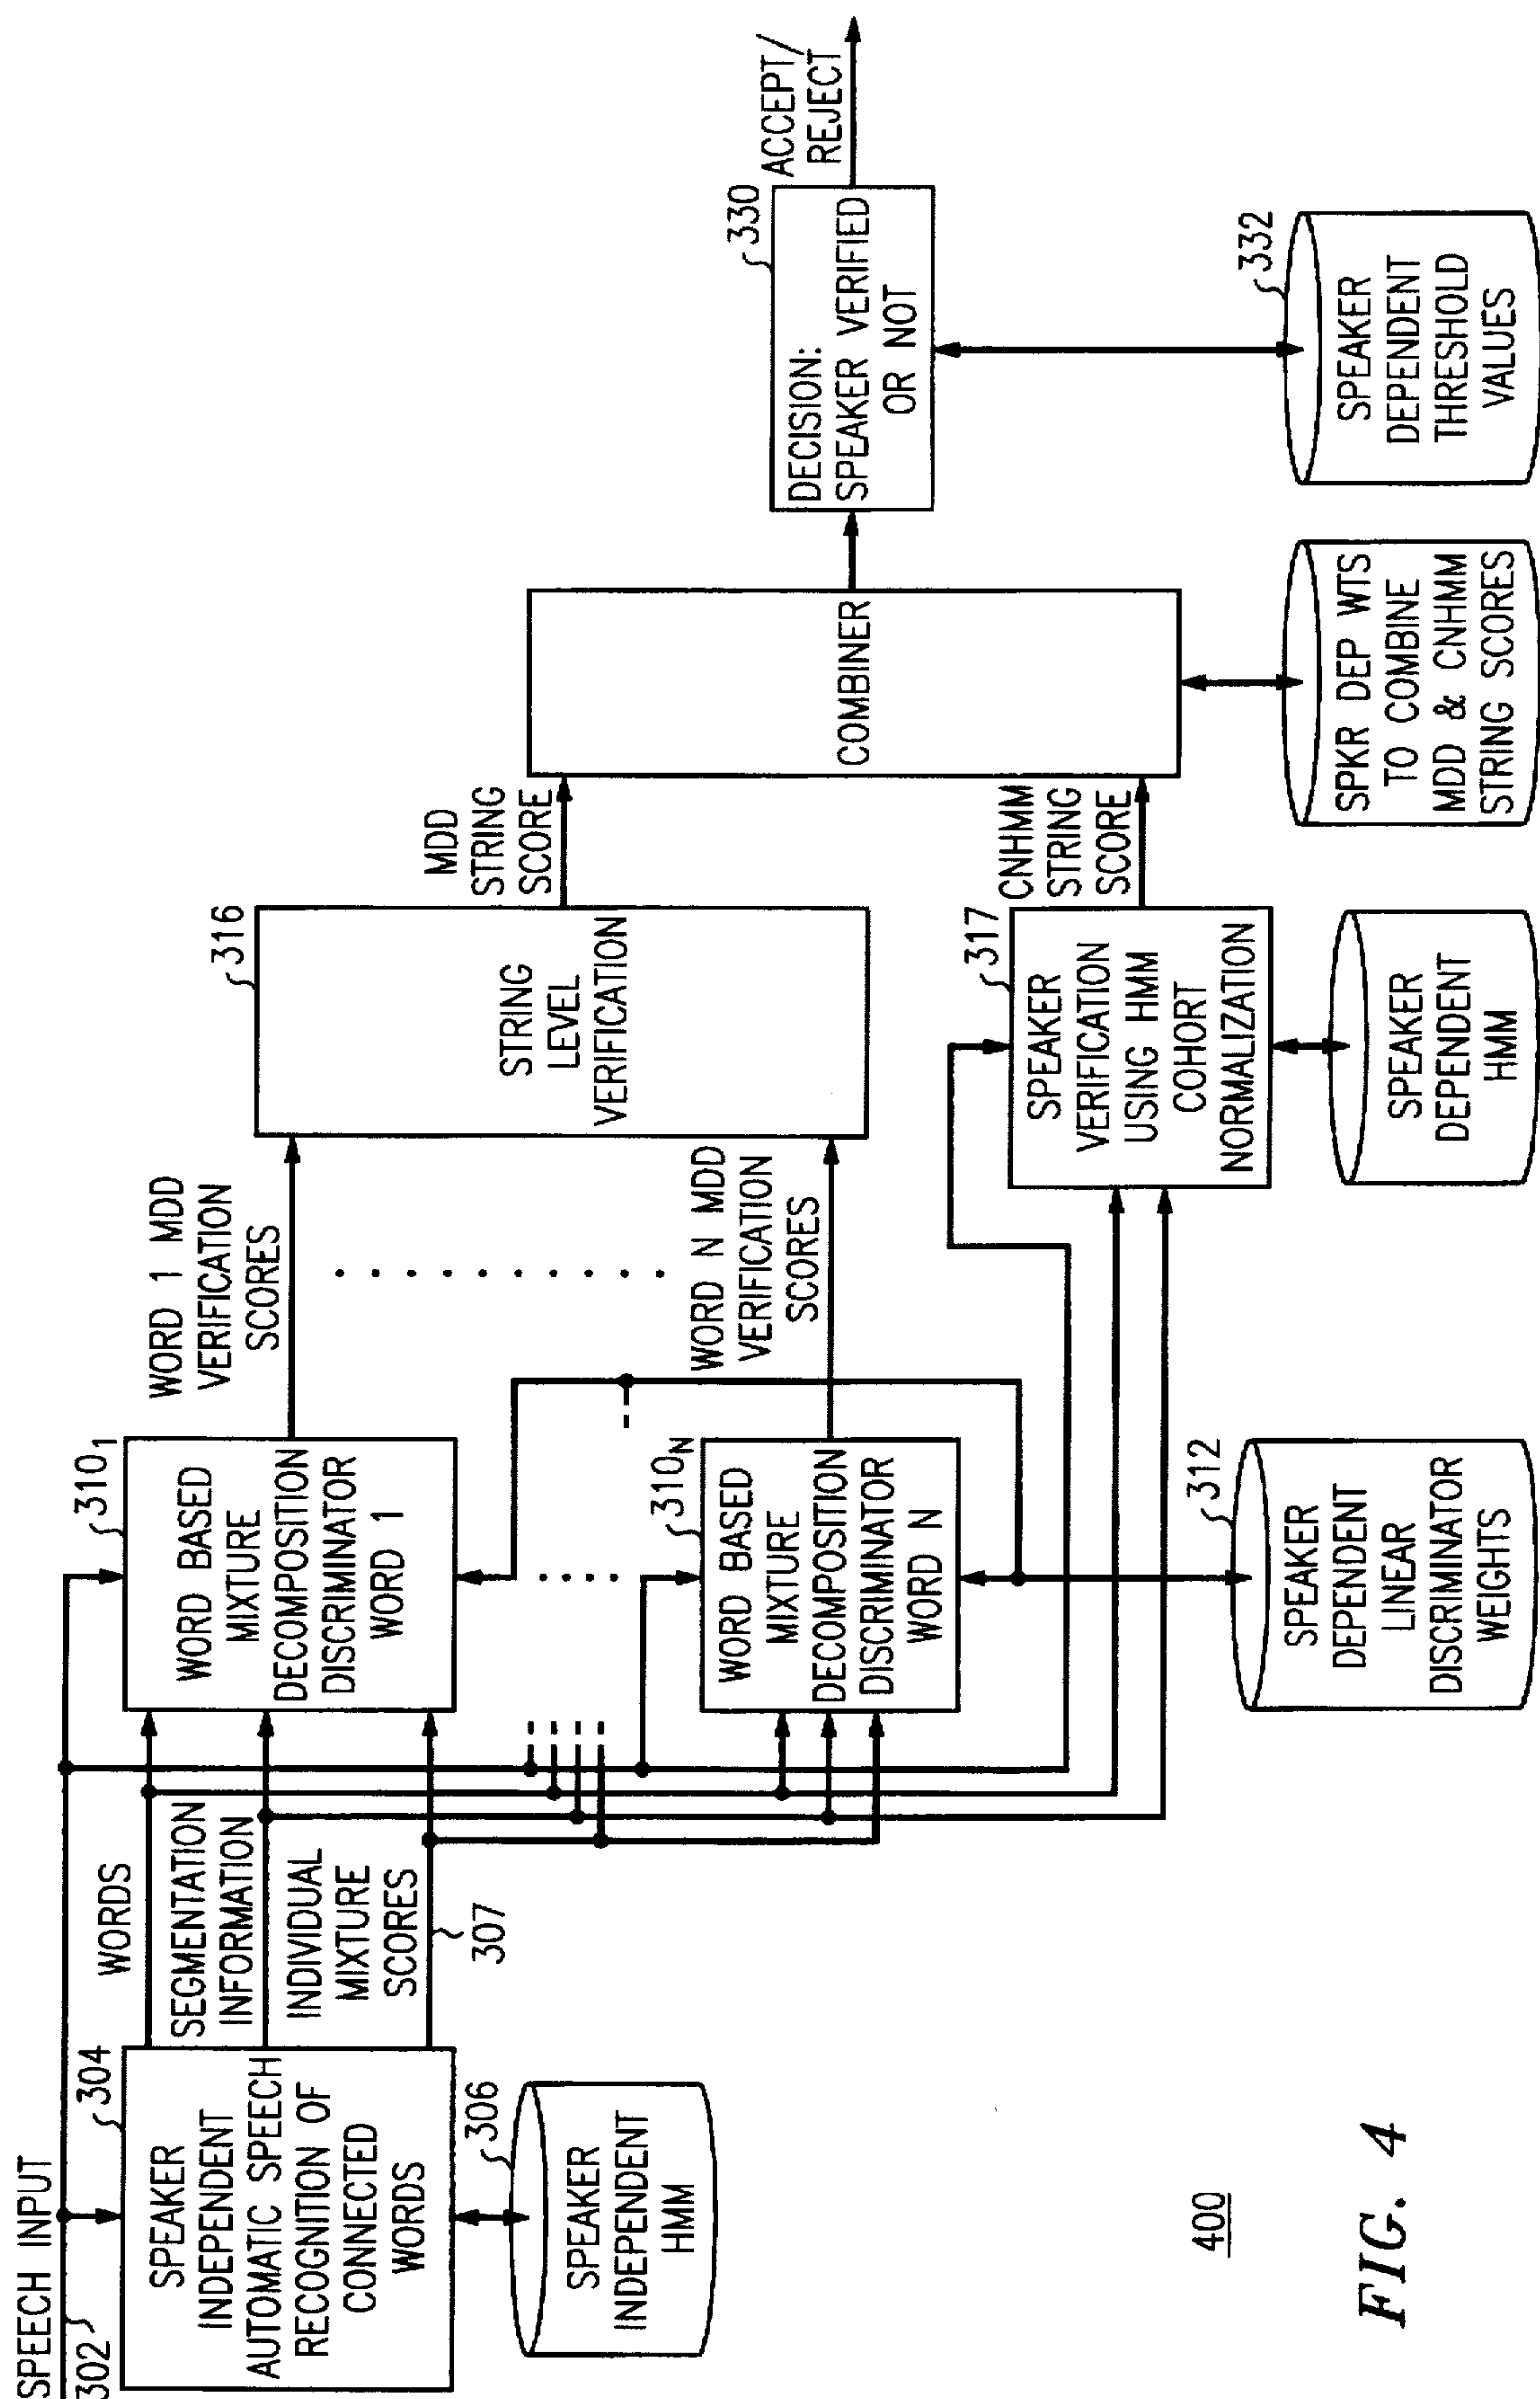 SPEECH INPUT
302
304
SPEAKER
INDEPENDENT
AUTOMATIC SPEECH
RECOGNITION OF
CONNECTED
WORDS
306
SPEAKER
INDEPENDENT
HMM
WORDS
SEGMENTATION
INFORMATION
INDIVIDUAL
MIXTURE
SCORES
307
310₁
WORD BASED
MIXTURE
DECOMPOSITION
DISCRIMINATOR
WORD 1
. . . .
310N
WORD BASED
MIXTURE
DECOMPOSITION
DISCRIMINATOR
WORD N
312
SPEAKER
DEPENDENT
LINEAR
DISCRIMINATOR
WEIGHTS
WORD 1 MDD
VERIFICATION
SCORES
. . . . . . . . . .
WORD N MDD
VERIFICATION
SCORES
316
STRING
LEVEL
VERIFICATION
317
SPEAKER
VERIFICATION
USING HMM
COHORT
NORMALIZATION
SPEAKER
DEPENDENT
HMM
MDD
STRING
SCORE
CNHMM
STRING
SCORE
COMBINER
SPKR DEP WTS
TO COMBINE
MDD & CNHMM
STRING SCORES
330
DECISION:
SPEAKER VERIFIED
OR NOT
332
SPEAKER
DEPENDENT
THRESHOLD
VALUES
ACCEPT/
REJECT
400
FIG. 4